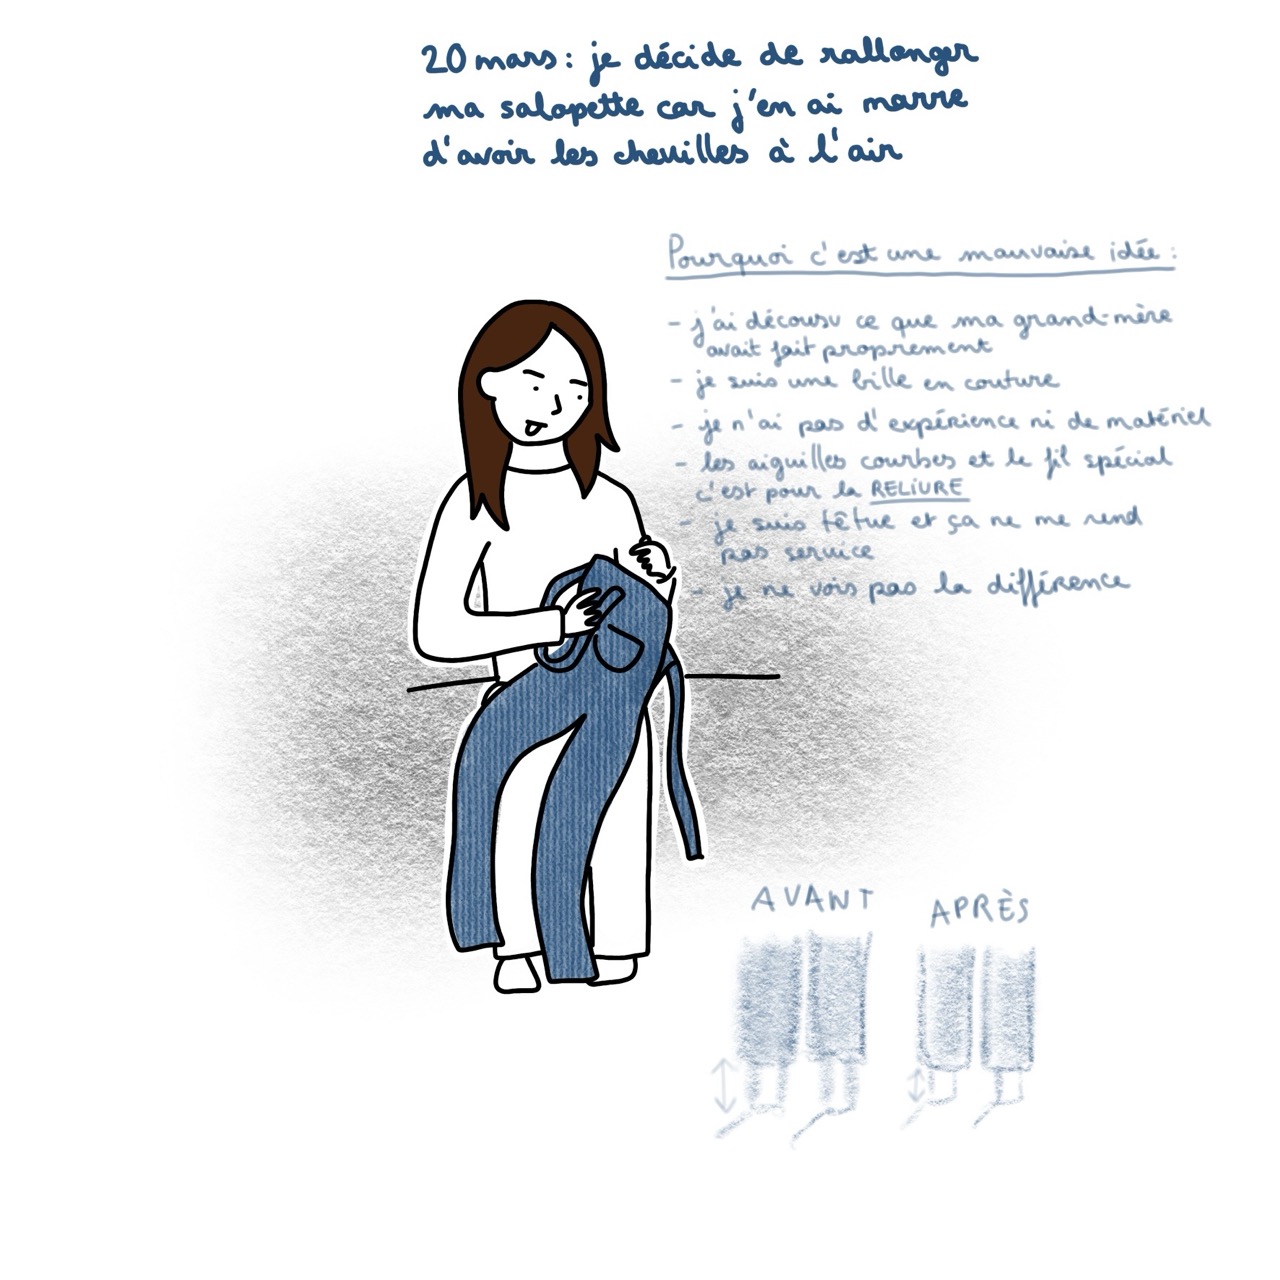 20 mars : je décide de rallonger
ma salopette car j'en ai marre
d'avoir les chevilles à l'air
Pourquoi c'est une mauvaise idée :
- j'ai décousu ce que ma grand-mère
avait fait proprement
- je suis une bille en couture
- je n'ai pas d'expérience ni de matériel
- les aiguilles courbes et le fil spécial
c'est pour la RELIURE
- je suis têtue et ça ne me rend
pas service
- je ne vois pas la différence
AVANT APRÈS